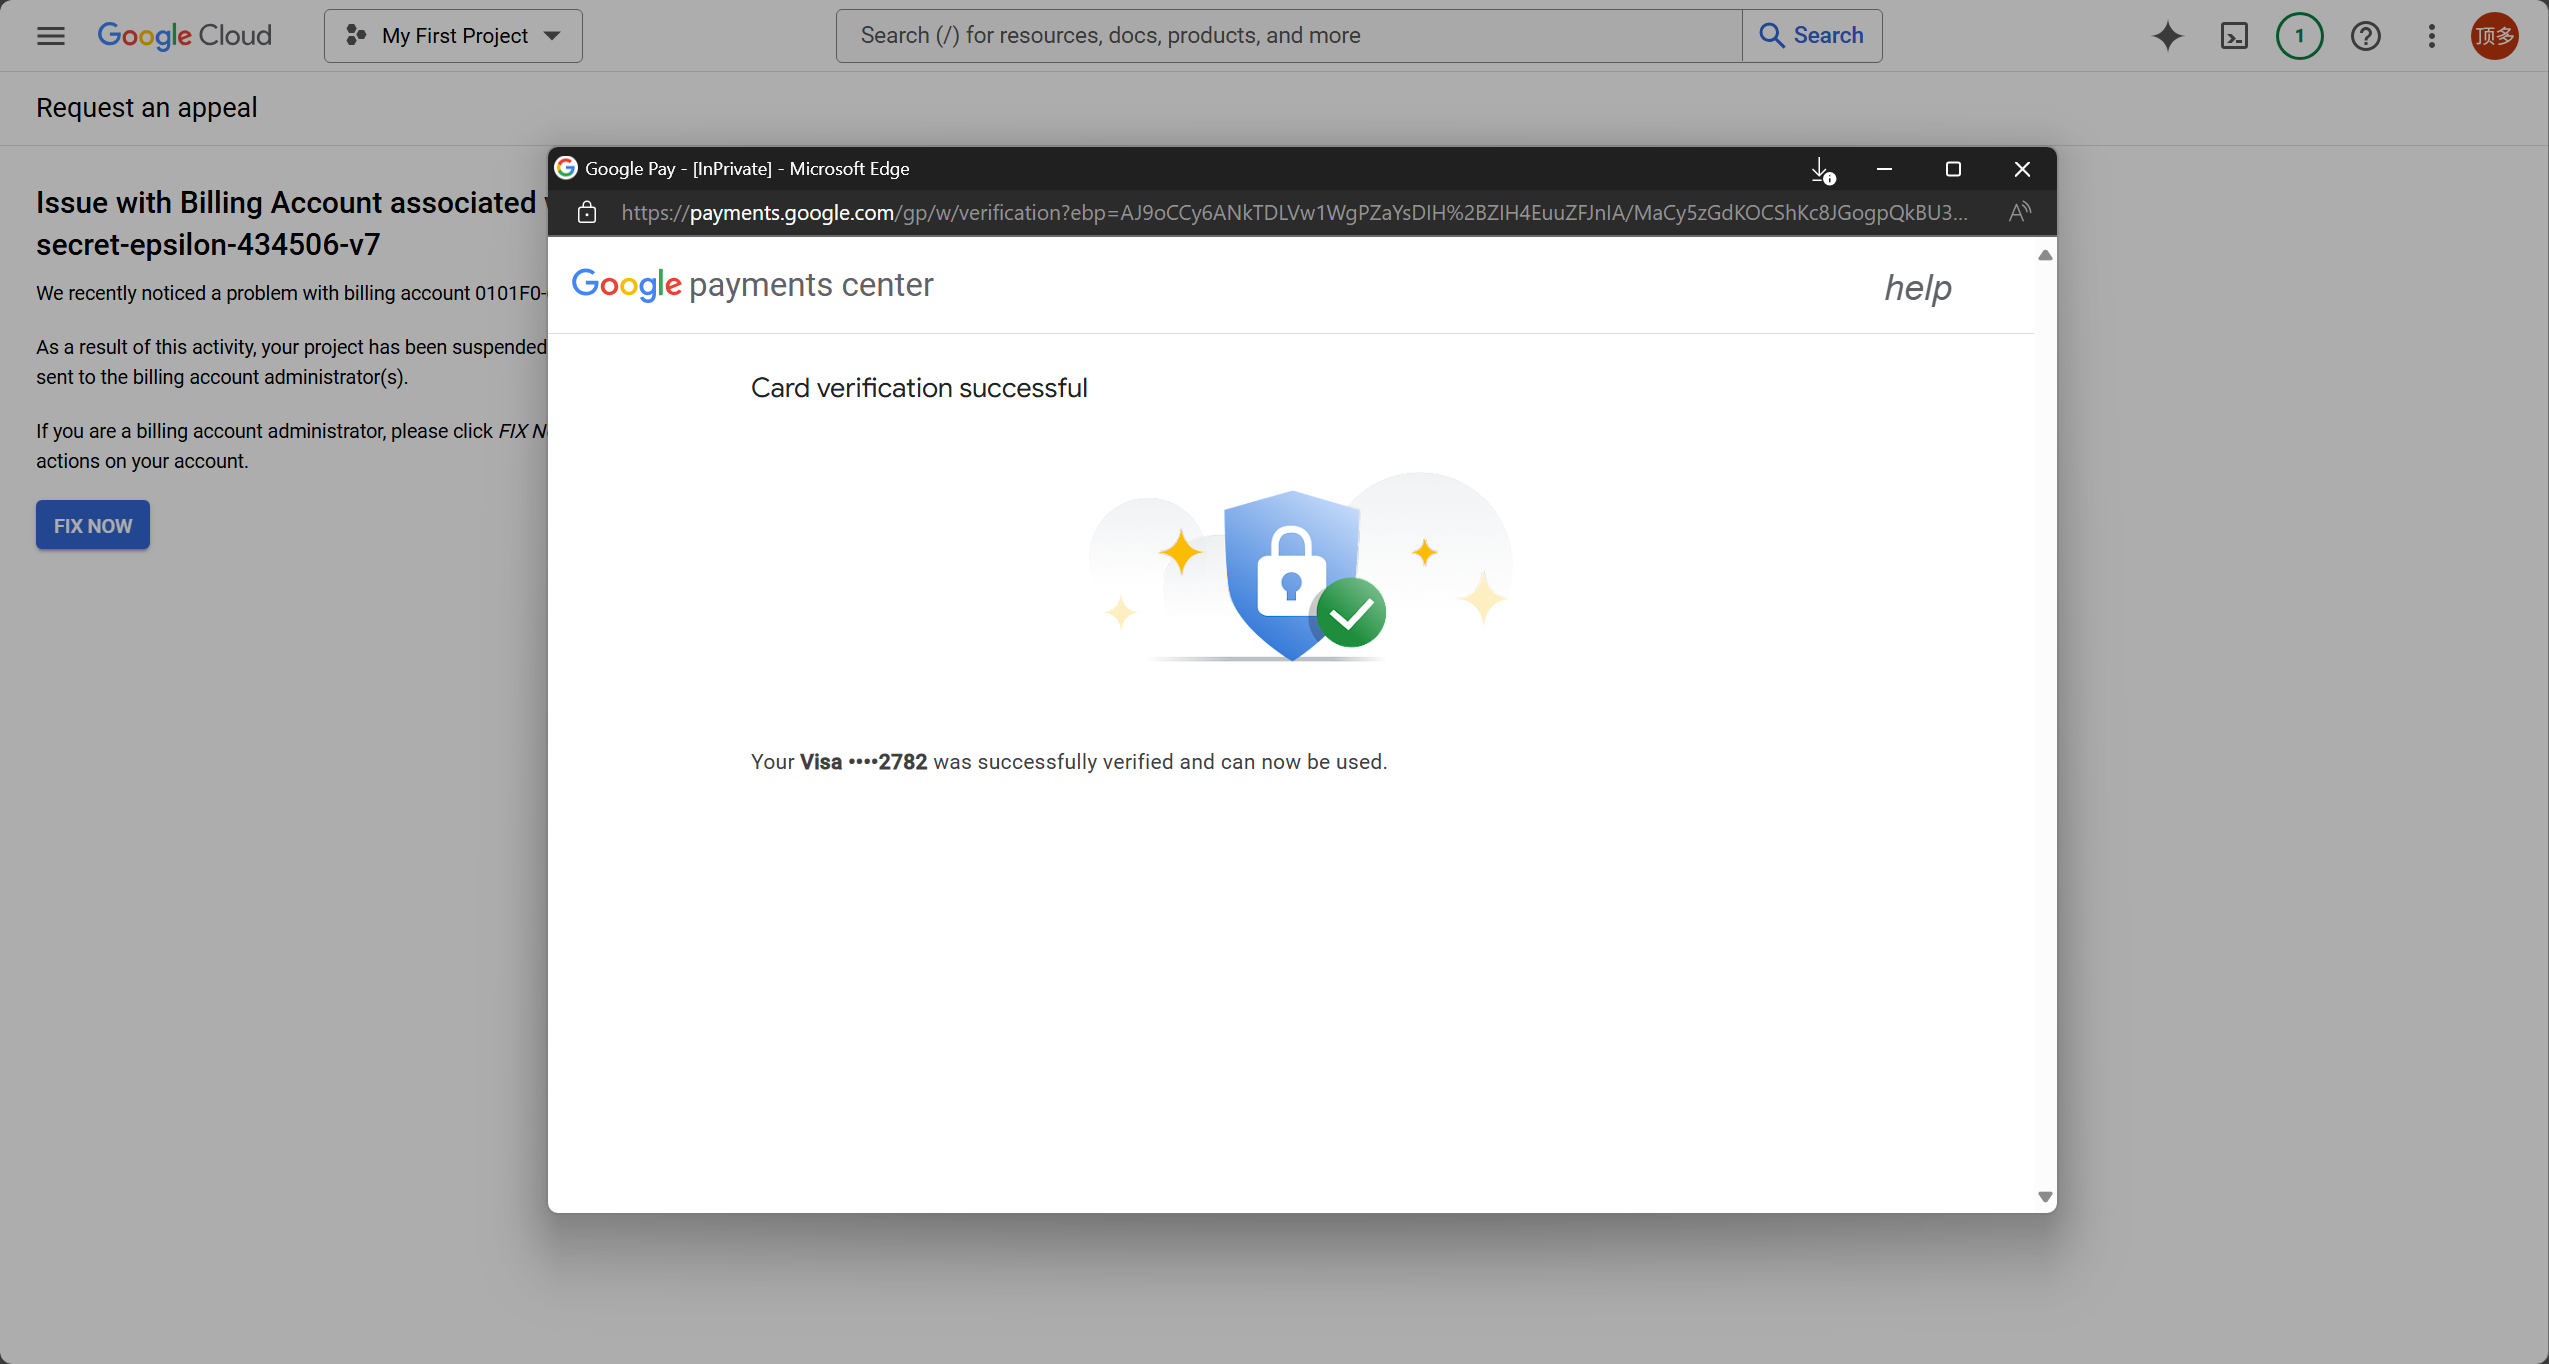 Google Cloud
My First Project
Search (/) for resources, docs, products, and more
Search
1
顶多
Request an appeal
Issue with Billing Account associated
secret-epsilon-434506-v7
We recently noticed a problem with billing account 0101F0-
As a result of this activity, your project has been suspended
sent to the billing account administrator(s).
If you are a billing account administrator, please click FIX N
actions on your account.
FIX NOW
Google Pay - [InPrivate] - Microsoft Edge
https://payments.google.com/gp/w/verification?ebp=AJ9oCCy6ANkTDLVw1WgPZaYsDIH%2BZIH4EuuZFJnIA/MaCy5zGdKOCShKc8JGogpQkBU3...
Google payments center
help
Card verification successful
Your Visa ••••2782 was successfully verified and can now be used.